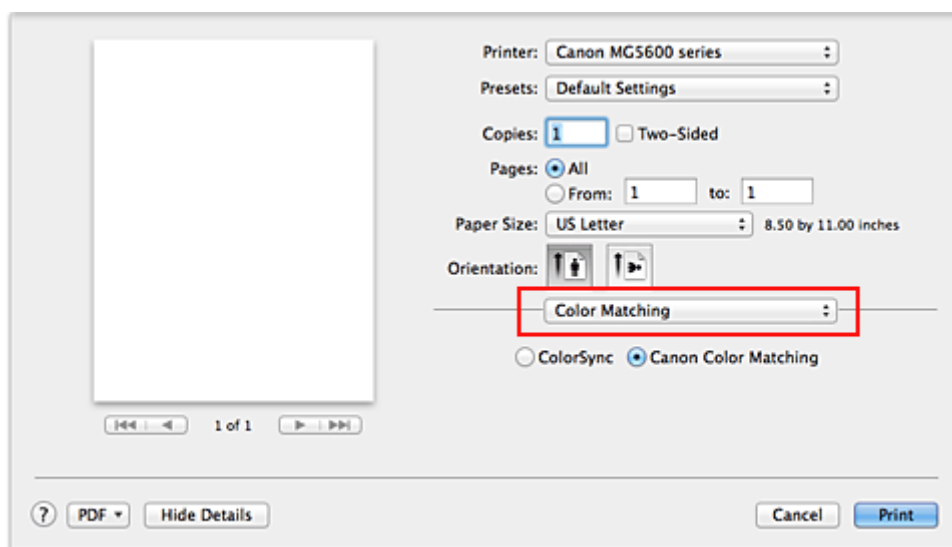 Printer: Canon MG5600 series
Presets: Default Settings
Copies: 1 Two-Sided
Pages: All
From: 1 to: 1
Paper Size: US Letter 8.50 by 11.00 inches
Orientation:
Color Matching
ColorSync Canon Color Matching
1 of 1
? PDF Hide Details Cancel Print